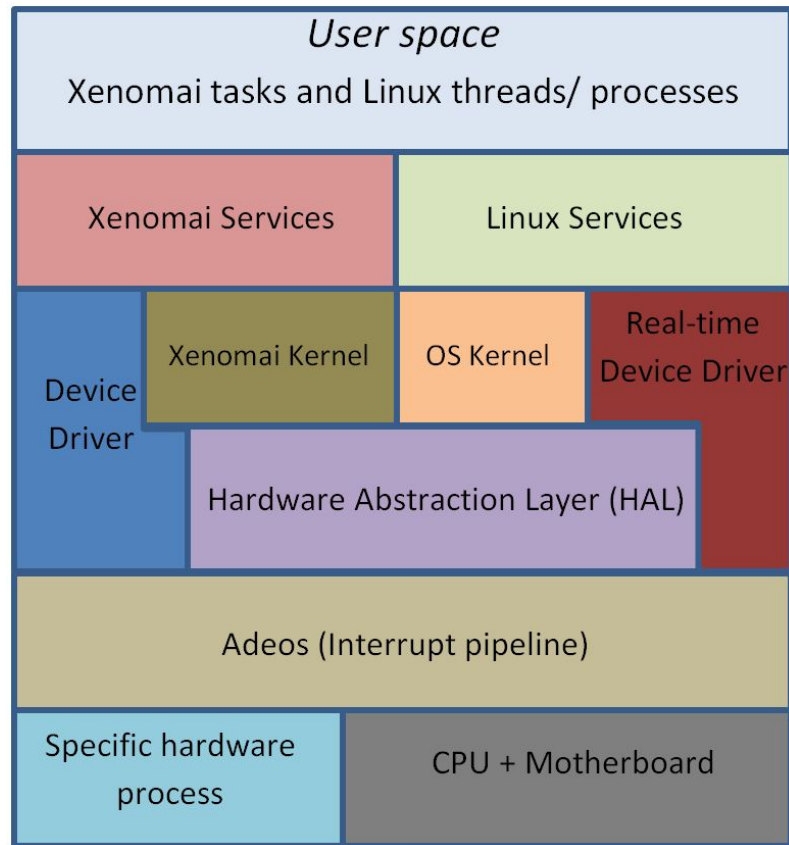 User space
Xenomai tasks and Linux threads/ processes
Xenomai Services
Linux Services
Device
Driver
Xenomai Kernel
OS Kernel
Real-time
Device Driver
Hardware Abstraction Layer (HAL)
Adeos (Interrupt pipeline)
Specific hardware
process
CPU + Motherboard